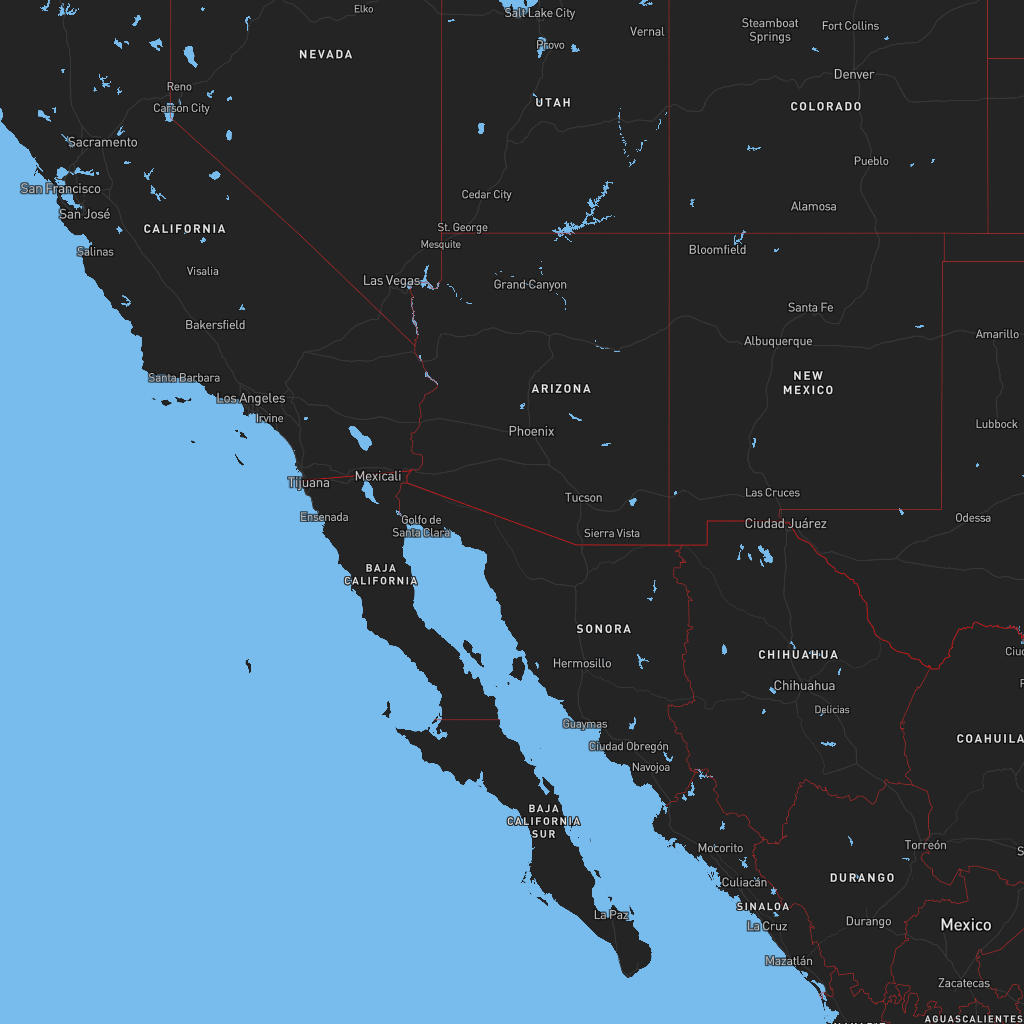 Elko
Salt Lake City
Steamboat
Springs
Fort Collins
Vernal
Provo
NEVADA
Denver
Reno
UTAH
COLORADO
Carson City
Sacramento
Pueblo
San Francisco
Cedar City
San José
Alamosa
CALIFORNIA
St. George
Mesquite
Salinas
Bloomfield
Visalia
Las Vegas
Grand Canyon
Santa Fe
Bakersfield
Albuquerque
Amarillo
Santa Barbara
NEW
MEXICO
ARIZONA
Los Angeles
Irvine
Phoenix
Lubbock
Mexicali
Tijuana
Tucson
Las Cruces
Ensenada
Golfo de
Santa Clara
Sierra Vista
Ciudad Juárez
Odessa
BAJA
CALIFORNIA
SONORA
Hermosillo
CHIHUAHUA
Chihuahua
Delicias
Guaymas
Ciudad Obregón
COAHUILA
Navojoa
BAJA
CALIFORNIA
SUR
Mocorito
Torreón
Culiacán
DURANGO
SINALOA
La Paz
La Cruz
Durango
Mexico
Mazatlán
Zacatecas
AGUASCALIENTES